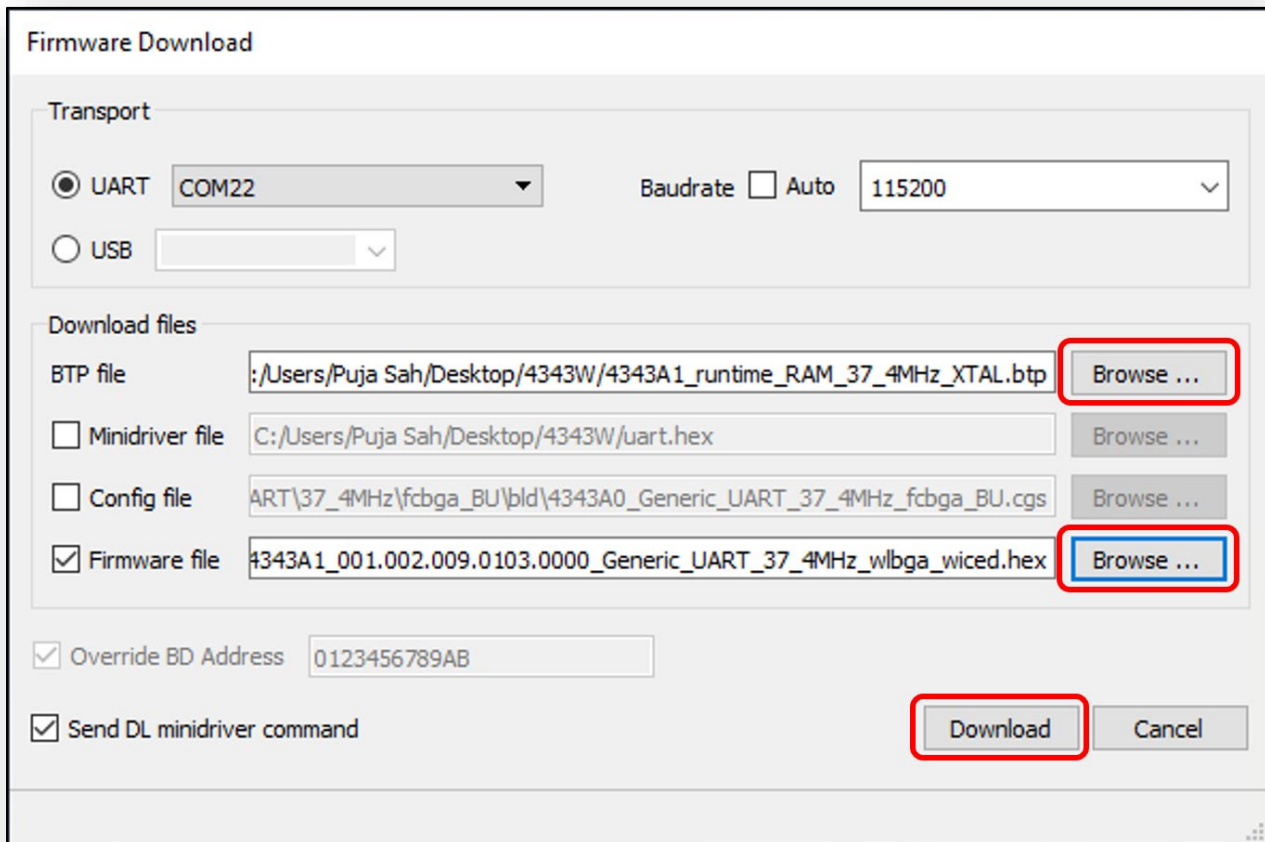 Firmware Download
Transport
UART COM22 Baudrate Auto 115200
USB
Download files
BTP file :/Users/Puja Sah/Desktop/4343W/4343A1_runtime_RAM_37_4MHz_XTAL.btp Browse ...
Minidriver file C:/Users/Puja Sah/Desktop/4343W/uart.hex Browse ...
Config file ART\37_4MHz\fcbga_BU\bld\4343A0_Generic_UART_37_4MHz_fcbga_BU.cgs Browse ...
Firmware file 4343A1_001.002.009.0103.0000_Generic_UART_37_4MHz_wlbga_wiced.hex Browse ...
Override BD Address 0123456789AB
Send DL minidriver command Download Cancel